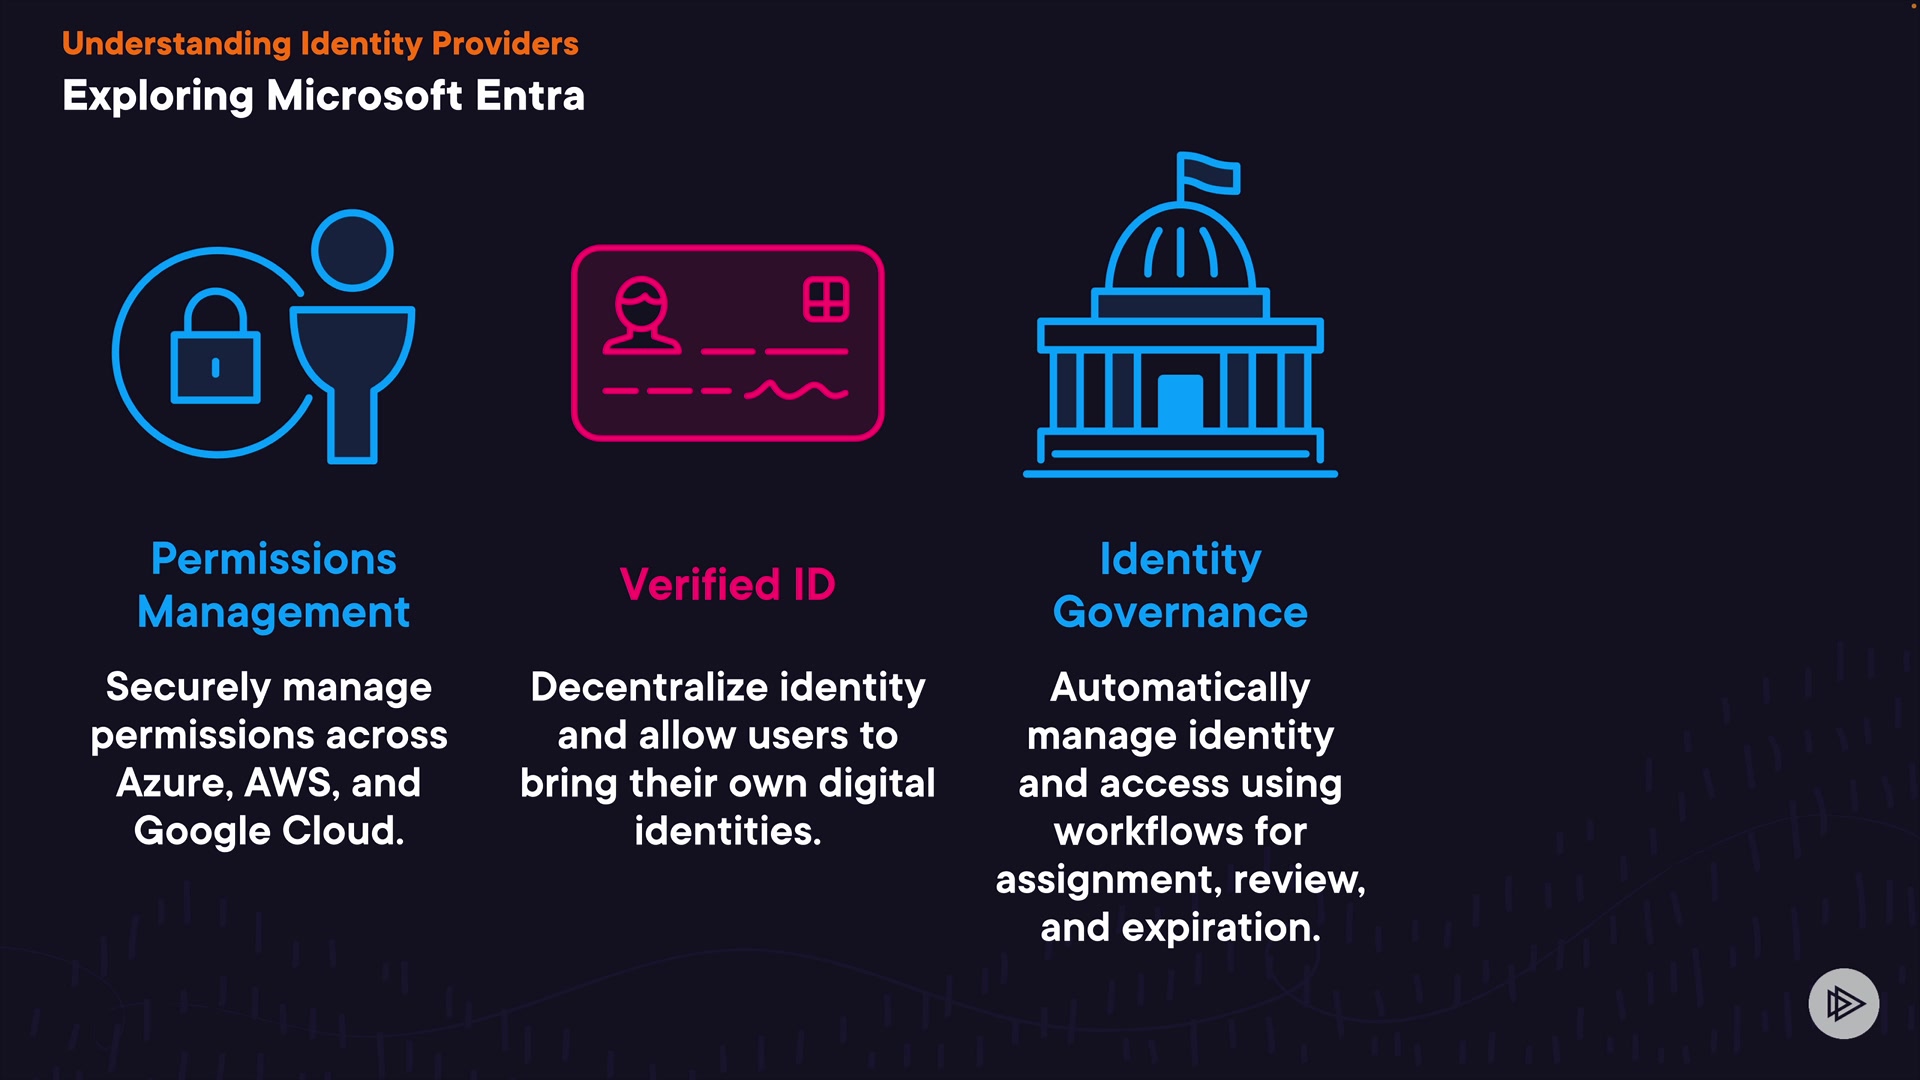 Understanding Identity Providers
Exploring Microsoft Entra
Permissions
Management
Securely manage
permissions across
Azure, AWS, and
Google Cloud.
Verified ID
Decentralize identity
and allow users to
bring their own digital
identities.
Identity
Governance
Automatically
manage identity
and access using
workflows for
assignment, review,
and expiration.